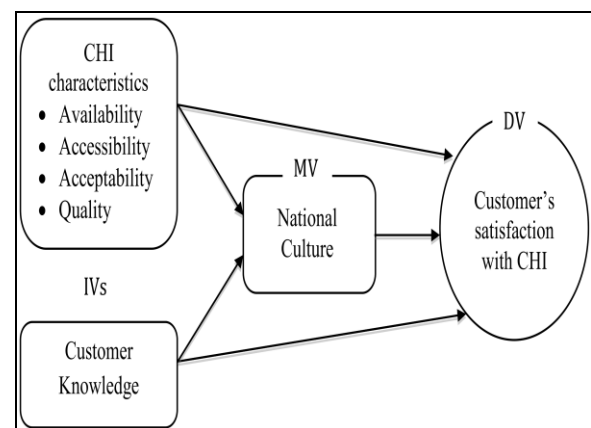 CHI
characteristics
• Availability
• Accessibility
• Acceptability
• Quality
IVs
Customer
Knowledge
MV
National
Culture
DV
Customer's
satisfaction
with CHI